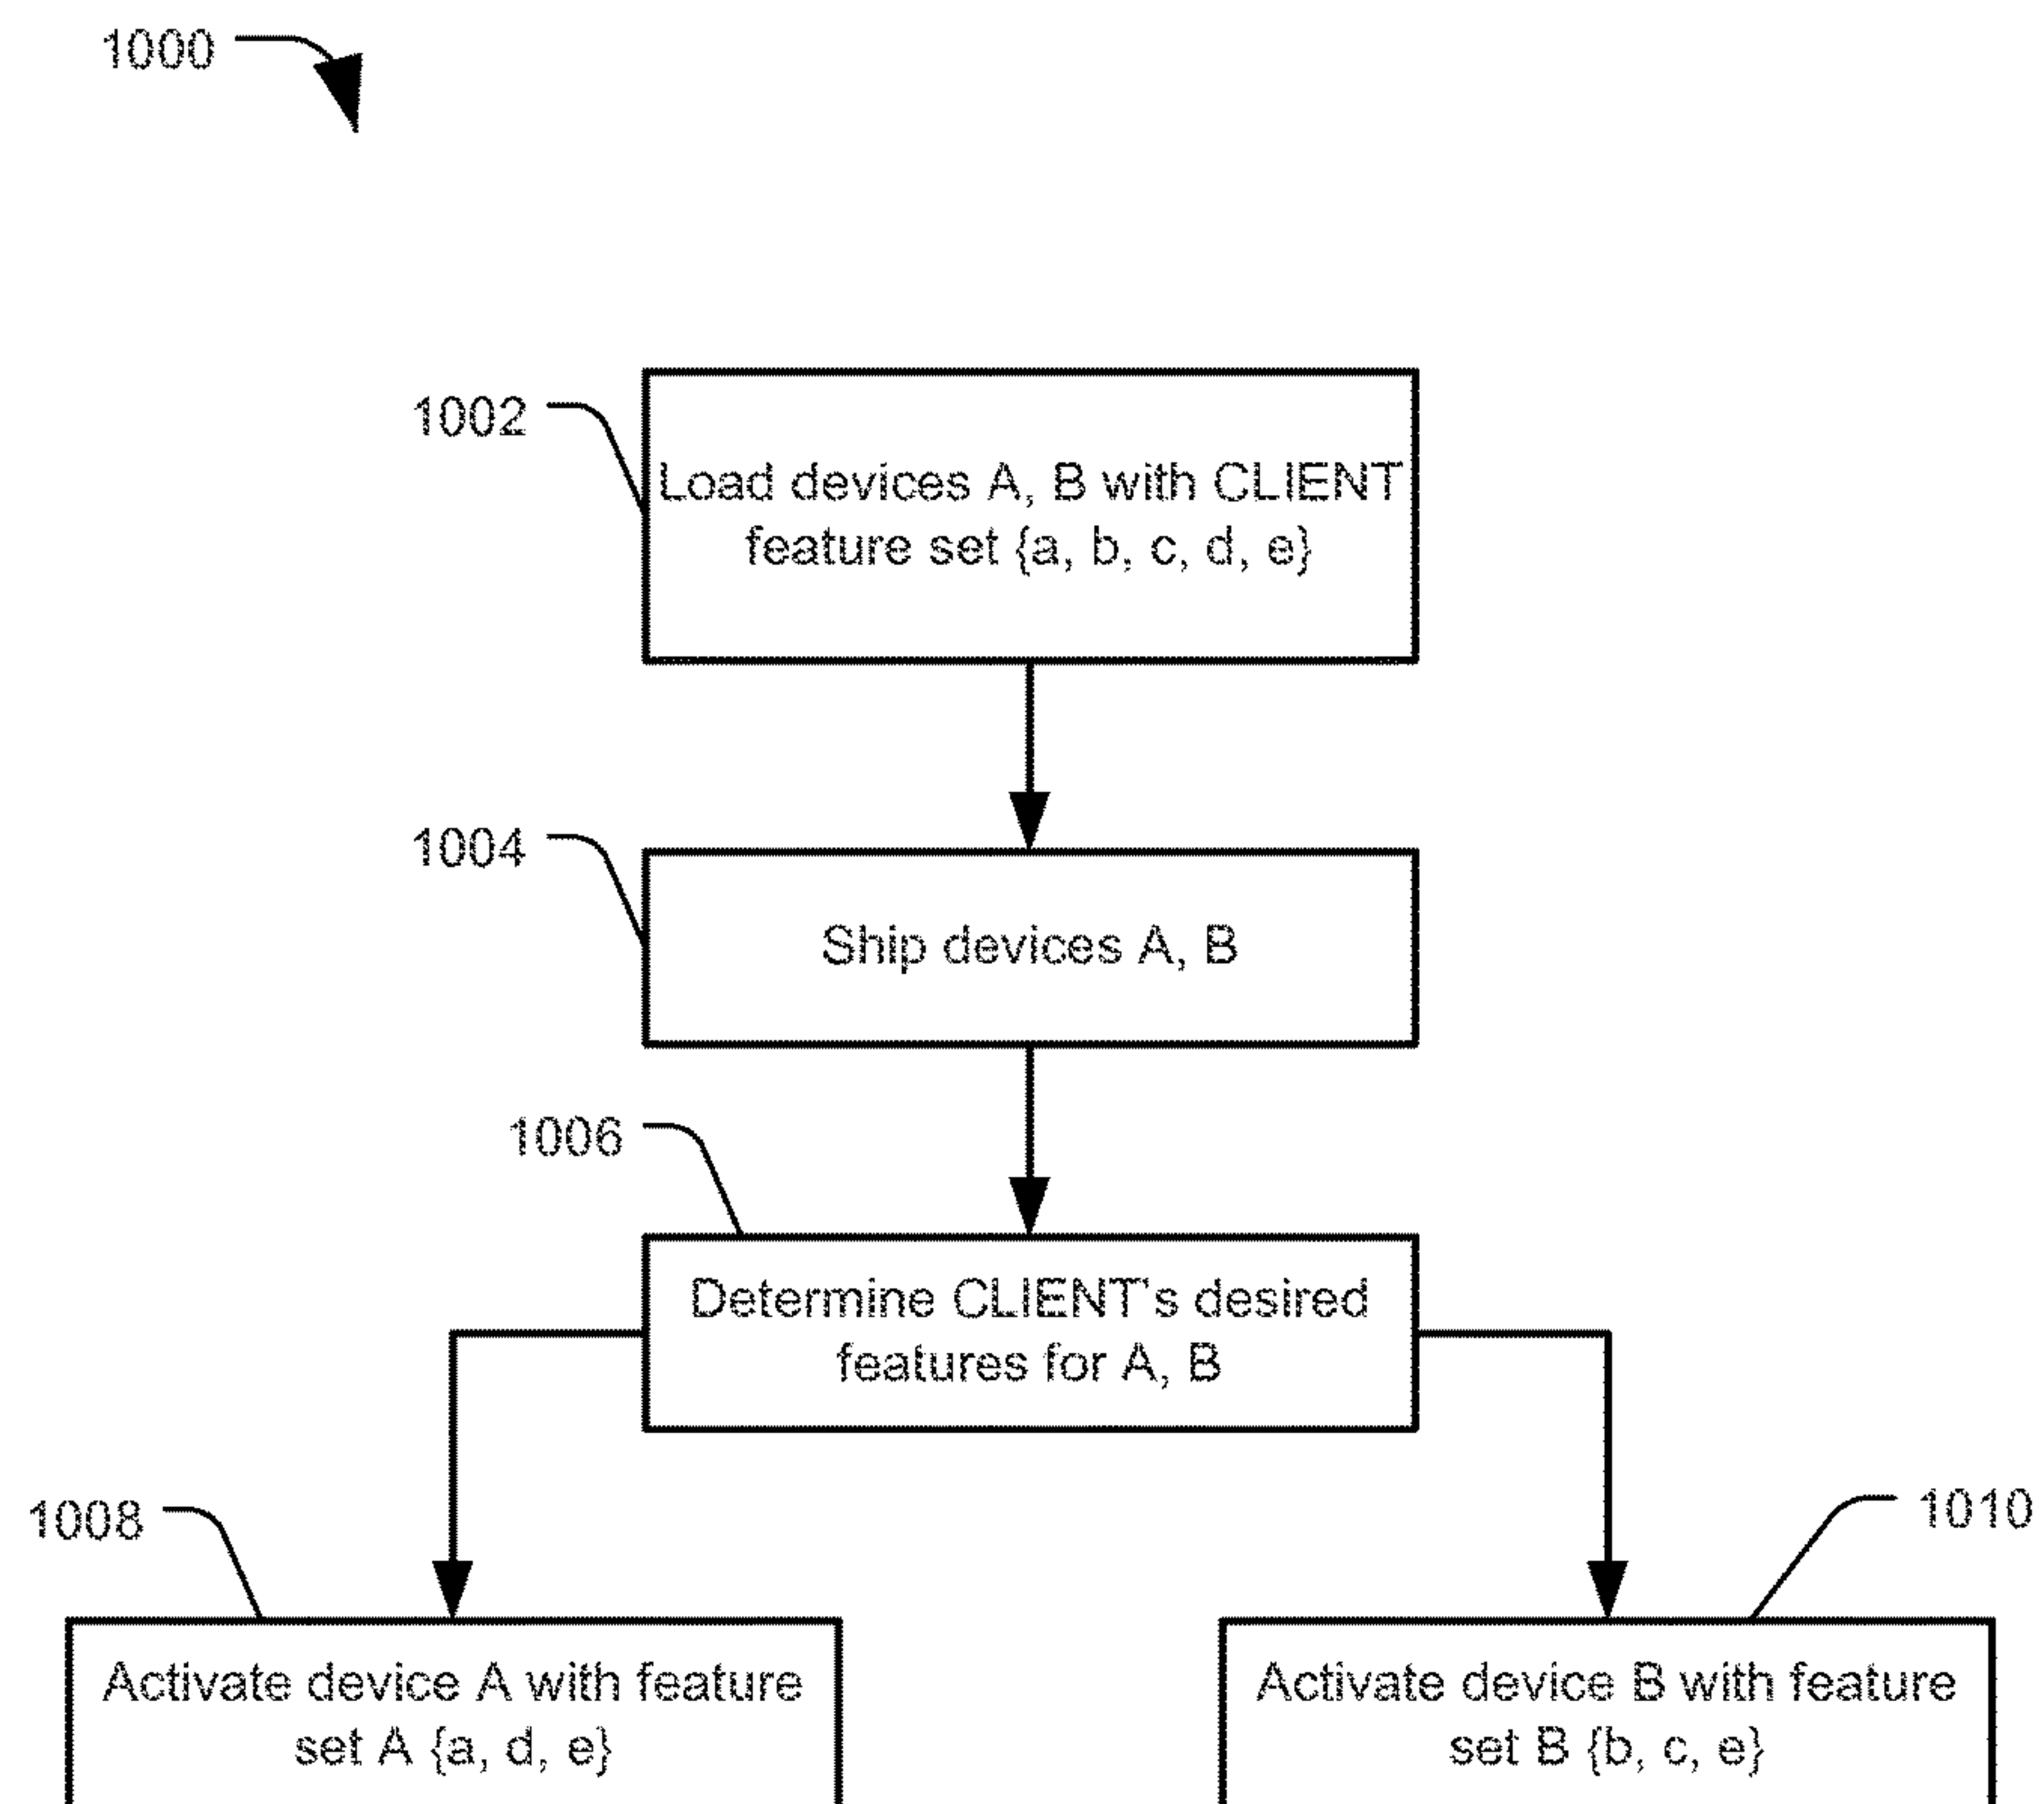 1000
1002
Load devices A, B with CLIENT
feature set {a, b, c, d, e}
1004
Ship devices A, B
1006
Determine CLIENT's desired
features for A, B
1008
1010
Activate device A with feature
set A {a, d, e}
Activate device B with feature
set B {b, c, e}